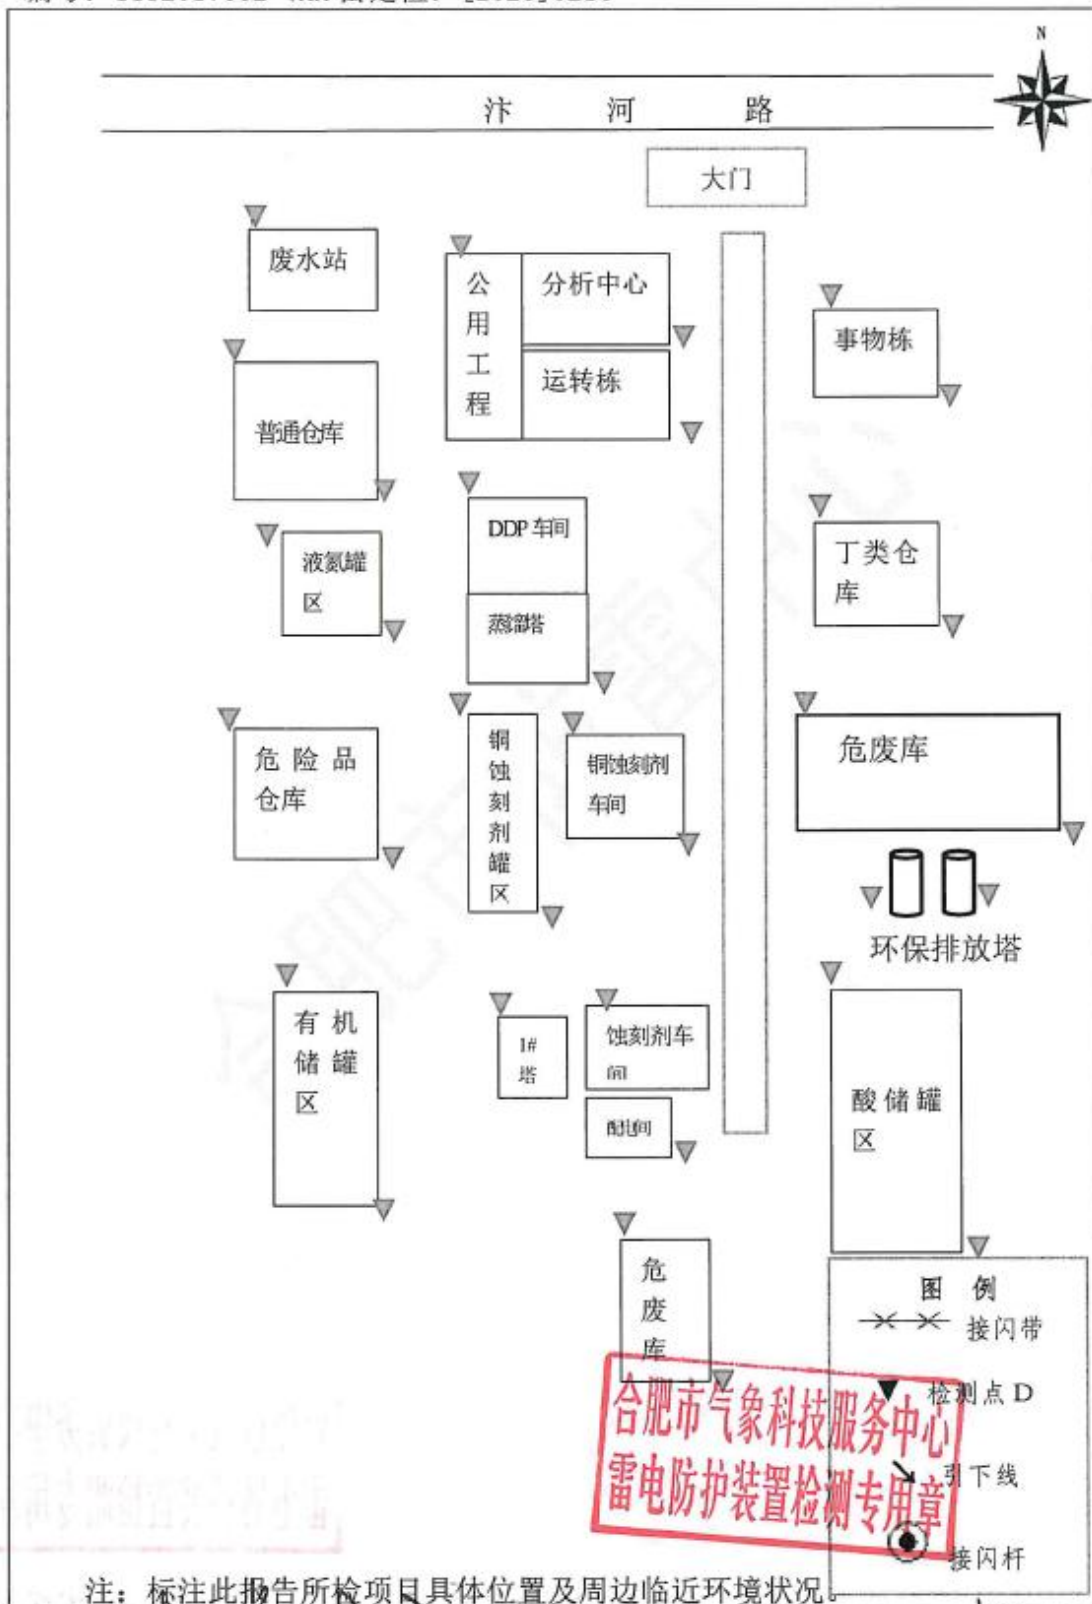 N
汴 河 路
大门
废水站
公用工程
分析中心
运转栋
事物栋
普通仓库
DDP 车间
蒸馏塔
液氮罐
区
丁类仓
库
危 险 品
仓库
铜蚀刻剂罐区
铜蚀刻剂
车间
危废库
环保排放塔
有 机
储 罐
区
1#
塔
蚀刻剂车
间
配电间
酸 储 罐
区
危废库
图 例
接闪带
检测点 D
引下线
接闪杆
合肥市气象科技服务中心
雷电防护装置检测专用章
注：标注此报告所检项目具体位置及周边临近环境状况。